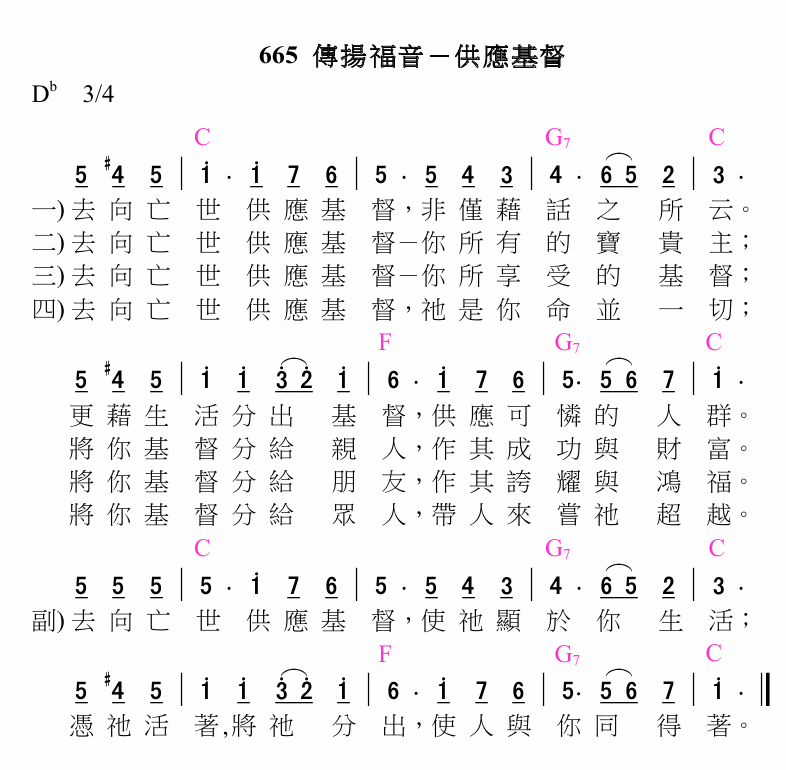 665 傳揚福音－供應基督
Db 3/4
C G7 C
5 #4 5 | i · i 7 6 | 5 · 5 4 3 | 4 · 6 5 2 | 3 ·
一) 去 向 亡 世 供 應 基 督，非 僅 藉 話 之 所 云。
二) 去 向 亡 世 供 應 基 督－你 所 有 的 寶 貴 主；
三) 去 向 亡 世 供 應 基 督－你 所 享 受 的 基 督；
四) 去 向 亡 世 供 應 基 督，祂 是 你 命 並 一 切；
F G7 C
5 #4 5 | i i 3 2 i | 6 · i 7 6 | 5· 5 6 7 | i ·
更 藉 生 活 分 出 基 督，供 應 可 憐 的 人 群。
將 你 基 督 分 給 親 人，作 其 成 功 與 財 富。
將 你 基 督 分 給 朋 友，作 其 誇 耀 與 鴻 福。
將 你 基 督 分 給 眾 人，帶 人 來 嘗 祂 超 越。
C G7 C
5 5 5 | 5 · i 7 6 | 5 · 5 4 3 | 4 · 6 5 2 | 3 ·
副) 去 向 亡 世 供 應 基 督，使 祂 顯 於 你 生 活；
F G7 C
5 #4 5 | i i 3 2 i | 6 · i 7 6 | 5· 5 6 7 | i · ‖
憑 祂 活 著,將 祂 分 出，使 人 與 你 同 得 著。